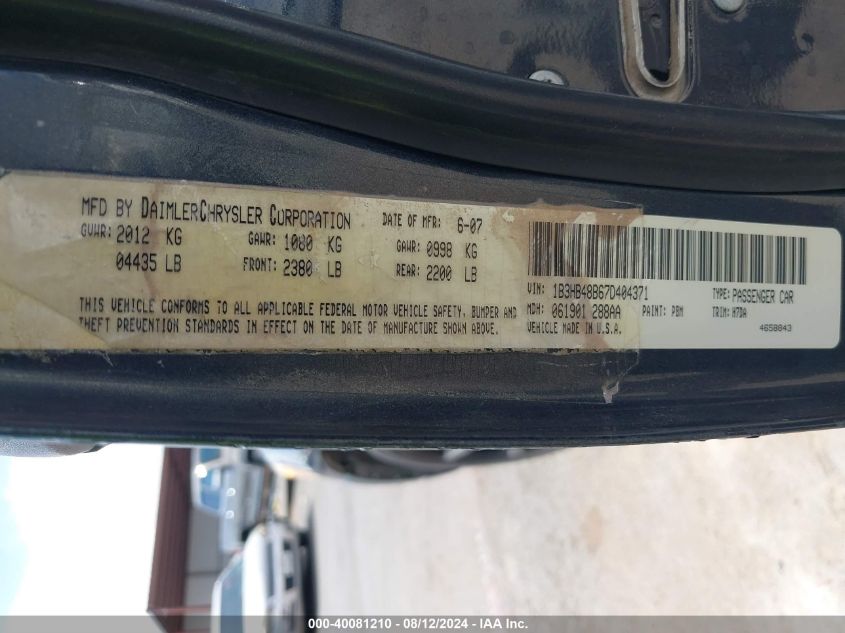 MFD BY DAIMLERCHRYSLER CORPORATION DATE OF MFR: 6-07
GVWR: 2012 KG GAWR: 1080 KG GAWR: 0998 KG
04435 LB FRONT: 2380 LB REAR: 2200 LB
THIS VEHICLE CONFORMS TO ALL APPLICABLE FEDERAL MOTOR VEHICLE SAFETY, BUMPER AND
THEFT PREVENTION STANDARDS IN EFFECT ON THE DATE OF MANUFACTURE SHOWN ABOVE.
VIN: 1B3HB48B67D404371 TYPE: PASSENGER CAR
MDH: 061901 288AA PAINT: PBM TRIM: H7DA
VEHICLE MADE IN U.S.A. 4658843
000-40081210 - 08/12/2024 - IAA Inc.